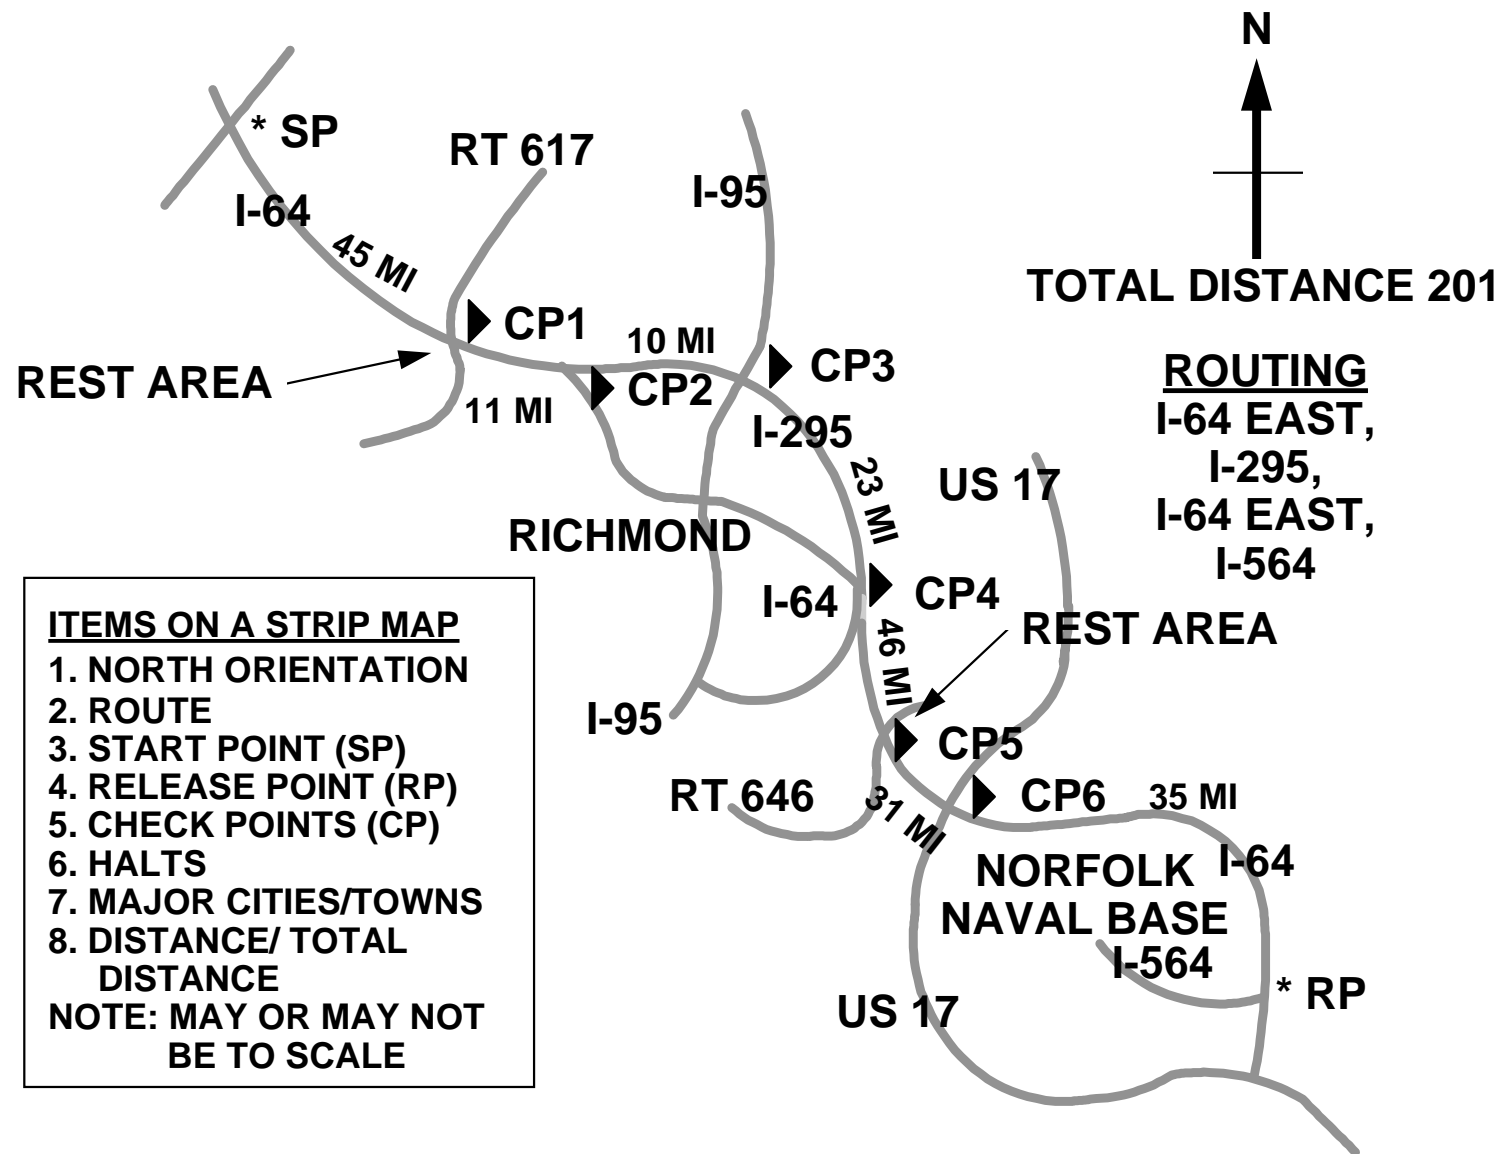 N
* SP
RT 617
I-95
I-64
45 MI
TOTAL DISTANCE 201
CP1
10 MI
CP3
REST AREA
CP2
11 MI
ROUTING
I-64 EAST,
I-295,
I-64 EAST,
I-564
I-295
23 MI
US 17
RICHMOND
I-64
CP4
REST AREA
46 MI
ITEMS ON A STRIP MAP
1. NORTH ORIENTATION
2. ROUTE
3. START POINT (SP)
4. RELEASE POINT (RP)
5. CHECK POINTS (CP)
6. HALTS
7. MAJOR CITIES/TOWNS
8. DISTANCE/ TOTAL
DISTANCE
NOTE: MAY OR MAY NOT
BE TO SCALE
I-95
CP5
RT 646
31 MI
CP6
35 MI
I-64
NORFOLK
NAVAL BASE
I-564
* RP
US 17